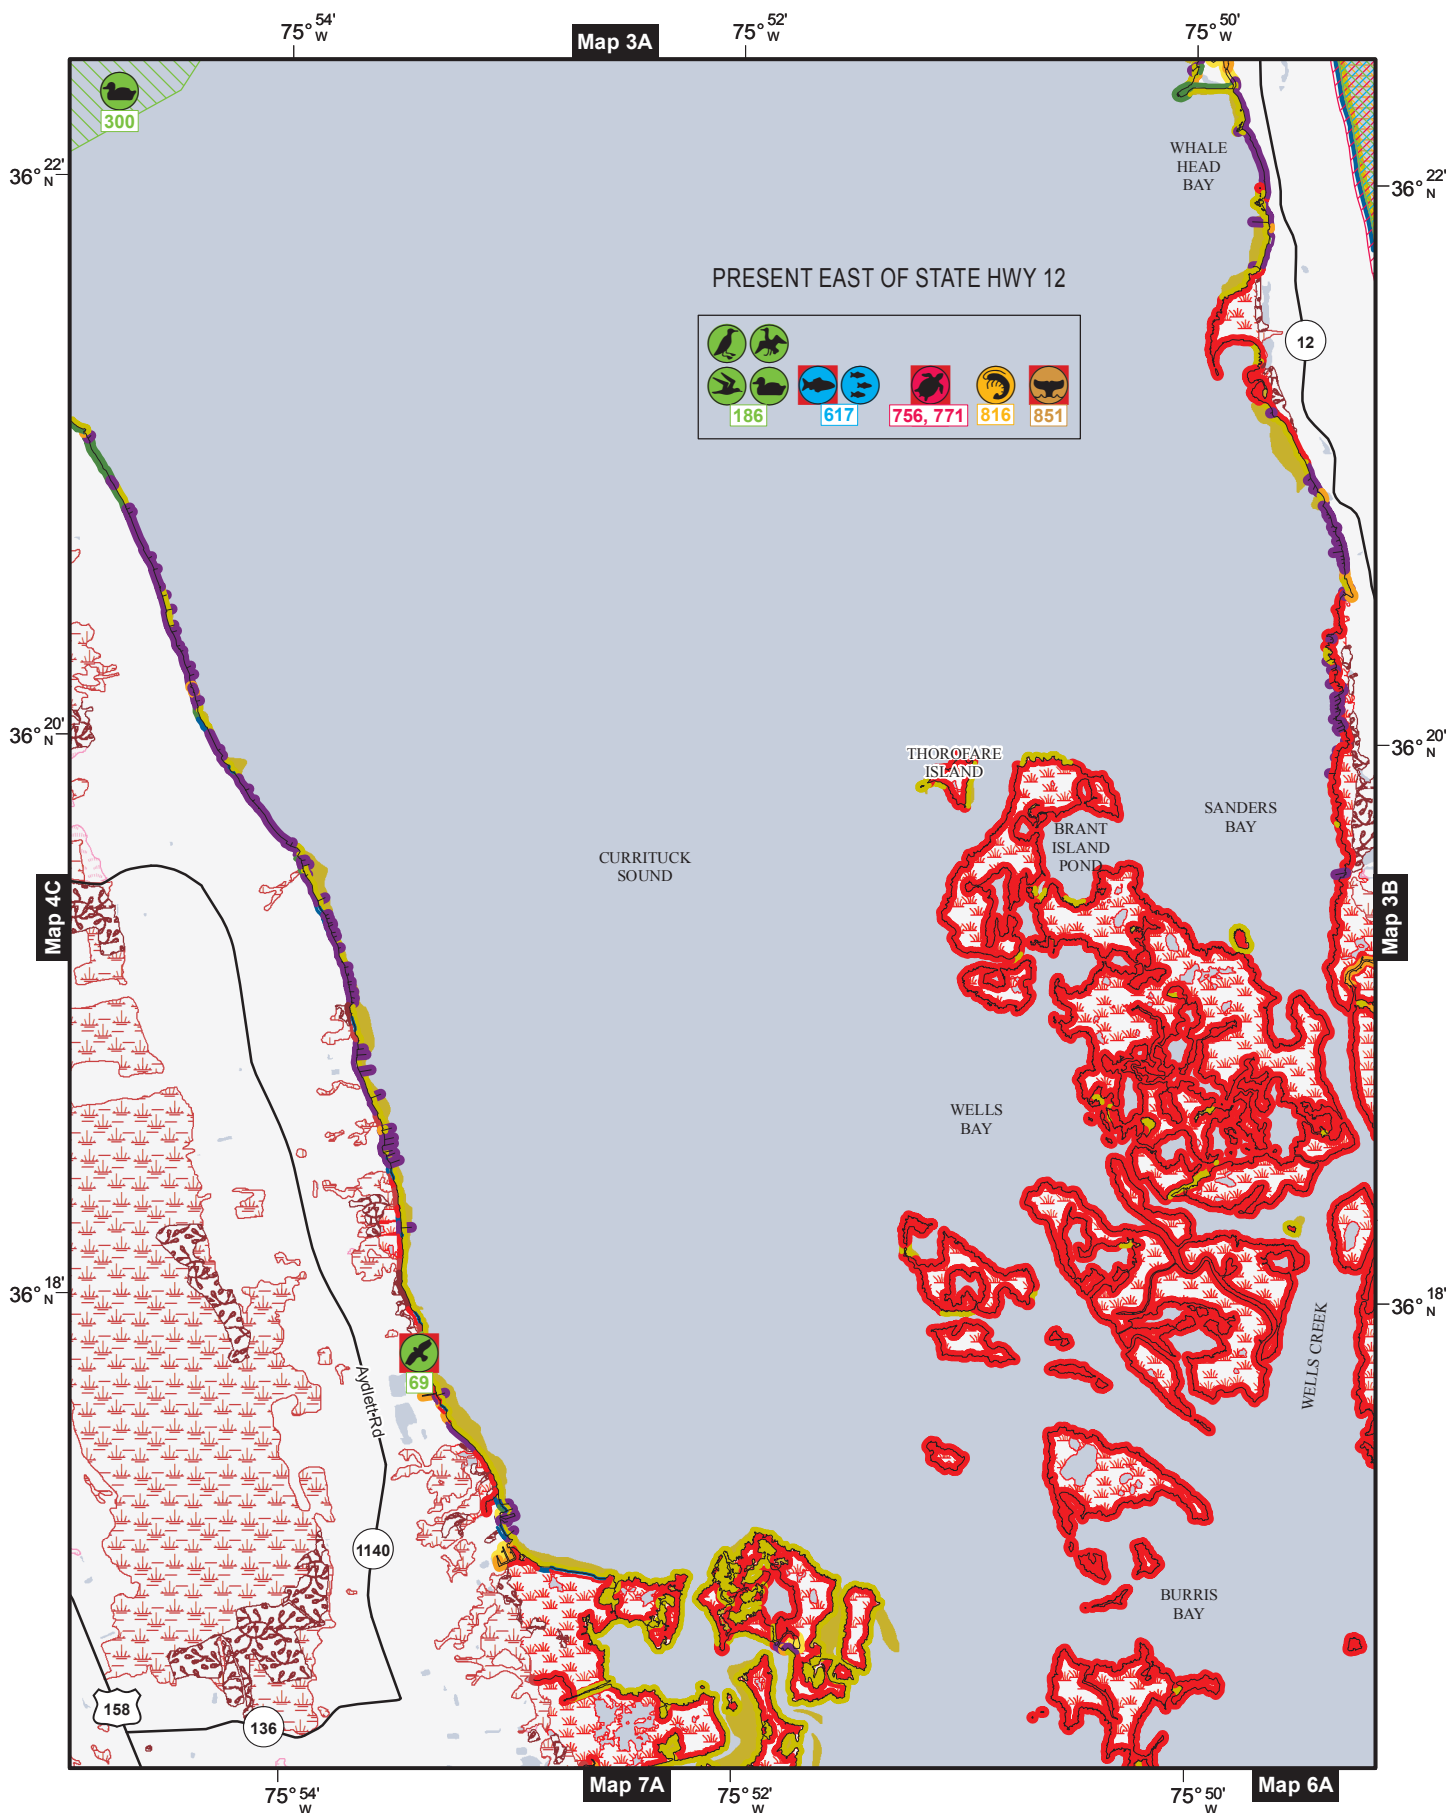 75° 54' W
Map 3A
75° 52' W
75° 50' W
300
36° 22' N
WHALE
HEAD
BAY
36° 22' N
PRESENT EAST OF STATE HWY 12
12
186
617
756, 771
816
851
36° 20' N
36° 20' N
THOROFARE
ISLAND
SANDERS
BAY
BRANT
ISLAND
POND
CURRITUCK
SOUND
Map 4C
Map 3B
WELLS
BAY
36° 18' N
36° 18' N
WELLS CREEK
69
Aydlett Rd
1140
BURRIS
BAY
158
136
75° 54' W
Map 7A
75° 52' W
75° 50' W
Map 6A